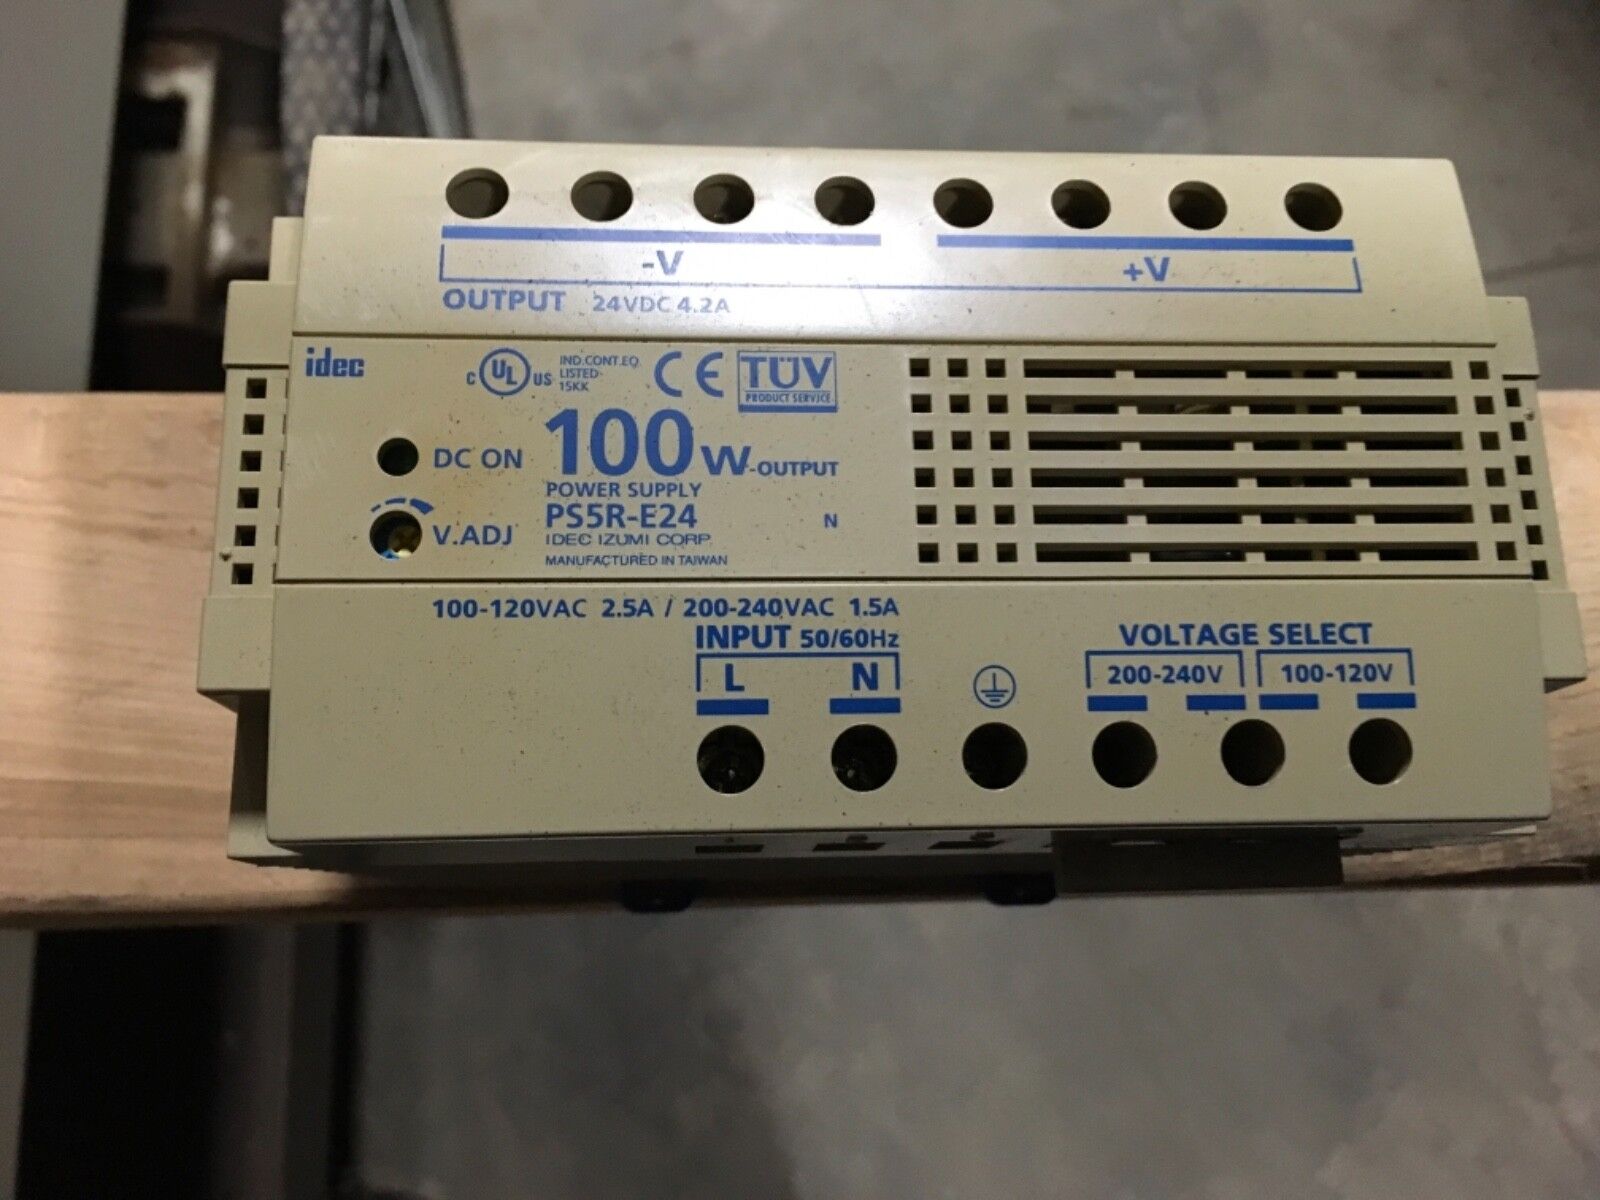 -V +V
OUTPUT 24VDC 4.2A
idec
C UL US IND.CONT.EQ. LISTED 15KK CE TÜV PRODUCT SERVICE
DC ON
100W-OUTPUT
POWER SUPPLY
PS5R-E24 N
V.ADJ
IDEC IZUMI CORP.
MANUFACTURED IN TAIWAN
100-120VAC 2.5A / 200-240VAC 1.5A
INPUT 50/60Hz
VOLTAGE SELECT
L N
200-240V 100-120V